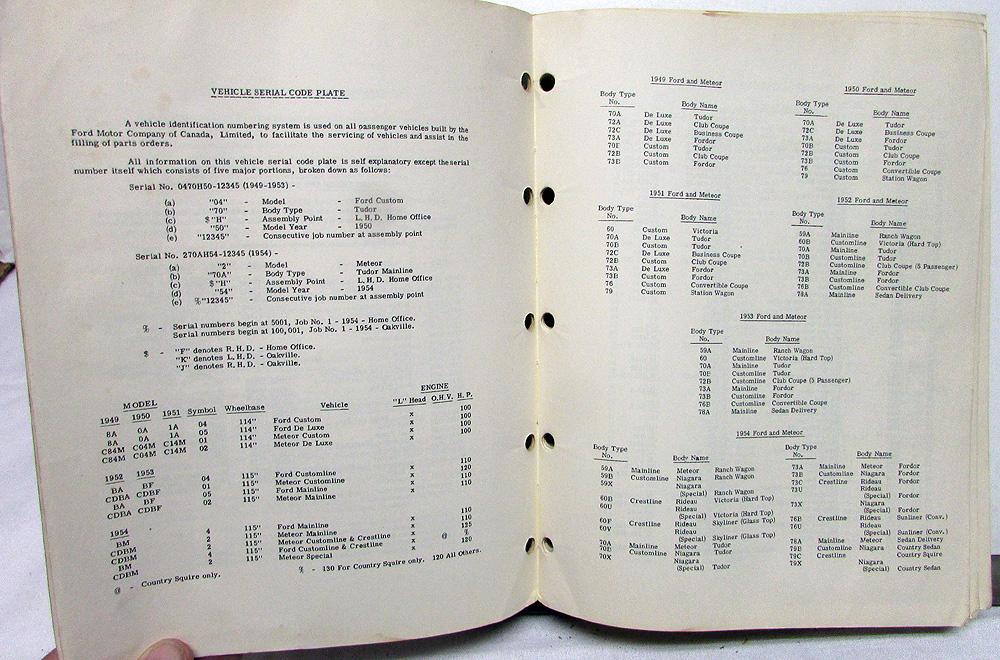 VEHICLE SERIAL CODE PLATE
A vehicle identification numbering system is used on all passenger vehicles built by the
Ford Motor Company of Canada, Limited, to facilitate the servicing of vehicles and assist in the
filling of parts orders.
All information on this vehicle serial code plate is self explanatory except the serial
number itself which consists of five major portions, broken down as follows:
Serial No. 0470H50-12345 (1949-1953) -
(a) "04" - Model - Ford Custom
(b) "70" - Body Type - Tudor
(c) $ "H" - Assembly Point - L.H.D. Home Office
(d) "50" - Model Year - 1950
(e) "12345" - Consecutive job number at assembly point
Serial No. 270AH54-12345 (1954) -
(a) "2" - Model - Meteor
(b) "70A" - Body Type - Tudor Mainline
(c) $ "H" - Assembly Point - L.H.D. Home Office
(d) "54" - Model Year - 1954
(e) %"12345" - Consecutive job number at assembly point
% - Serial numbers begin at 5001, Job No. 1 - 1954 - Home Office.
Serial numbers begin at 100,001, Job No. 1 - 1954 - Oakville.
$ - "F" denotes R.H.D. - Home Office.
"K" denotes L.H.D. - Oakville.
"J" denotes R.H.D. - Oakville.
MODEL ENGINE
1949 1950 1951 Symbol Wheelbase Vehicle "L" Head O.H.V. H.P.
8A 0A 1A 04 114" Ford Custom x 100
8A 0A 1A 05 114" Ford De Luxe x 100
C84M C04M C14M 01 114" Meteor Custom x 100
C84M C04M C14M 02 114" Meteor De Luxe x 100
1952 1953
BA BF 04 115" Ford Customline x 110
CDBA CDBF 01 115" Meteor Customline x 120
BA BF 05 115" Ford Mainline x 110
CDBA CDBF 02 115" Meteor Mainline x 110
1954
BM 4 115" Ford Mainline x 110
CDBM 2 115" Meteor Mainline x 110
CDBM 2 115" Meteor Customline & Crestline x 125
BM 4 115" Ford Customline & Crestline x @ %
CDBM 2 115" Meteor Special x 120
@ - Country Squire only. % - 130 For Country Squire only. 120 All Others.
1949 Ford and Meteor
Body Type No. Body Name
70A De Luxe Tudor
72A De Luxe Club Coupe
72C De Luxe Business Coupe
73A De Luxe Fordor
70B Custom Tudor
72B Custom Club Coupe
73B Custom Fordor
1950 Ford and Meteor
Body Type No. Body Name
70A De Luxe Tudor
72C De Luxe Business Coupe
73A De Luxe Fordor
70B Custom Tudor
72B Custom Club Coupe
73B Custom Fordor
76 Custom Convertible Coupe
79 Custom Station Wagon
1951 Ford and Meteor
Body Type No. Body Name
60 Custom Victoria
70A De Luxe Tudor
70B Custom Tudor
72C De Luxe Business Coupe
72B Custom Club Coupe
73A De Luxe Fordor
73B Custom Fordor
76 Custom Convertible Coupe
79 Custom Station Wagon
1952 Ford and Meteor
Body Type No. Body Name
59A Mainline Ranch Wagon
60B Customline Victoria (Hard Top)
70A Mainline Tudor
70B Customline Tudor
72B Customline Club Coupe (5 Passenger)
73A Mainline Fordor
73B Customline Fordor
76B Customline Convertible Club Coupe
78A Mainline Sedan Delivery
1953 Ford and Meteor
Body Type No. Body Name
59A Mainline Ranch Wagon
60 Customline Victoria (Hard Top)
70A Mainline Tudor
70B Customline Tudor
72B Customline Club Coupe (5 Passenger)
73A Mainline Fordor
73B Customline Fordor
76B Customline Convertible Coupe
78A Mainline Sedan Delivery
1954 Ford and Meteor
Body Type No. Body Name
59A Mainline Meteor Ranch Wagon
59B Customline Niagara Ranch Wagon
59X Niagara (Special) Ranch Wagon
60B Crestline Rideau Victoria (Hard Top)
60U Rideau (Special) Victoria (Hard Top)
60F Crestline Rideau Skyliner (Glass Top)
60V Rideau (Special) Skyliner (Glass Top)
70A Mainline Meteor Tudor
70B Customline Niagara Tudor
70X Niagara (Special) Tudor
Body Type No. Body Name
73A Mainline Meteor Fordor
73B Customline Niagara Fordor
73C Crestline Rideau Fordor
73U Rideau (Special) Fordor
73X Niagara (Special) Fordor
76B Crestline Rideau Sunliner (Conv.)
76U Rideau (Special) Sunliner (Conv.)
78A Mainline Meteor Sedan Delivery
79B Customline Niagara Country Sedan
79C Crestline Country Squire
79X Niagara (Special) Country Sedan